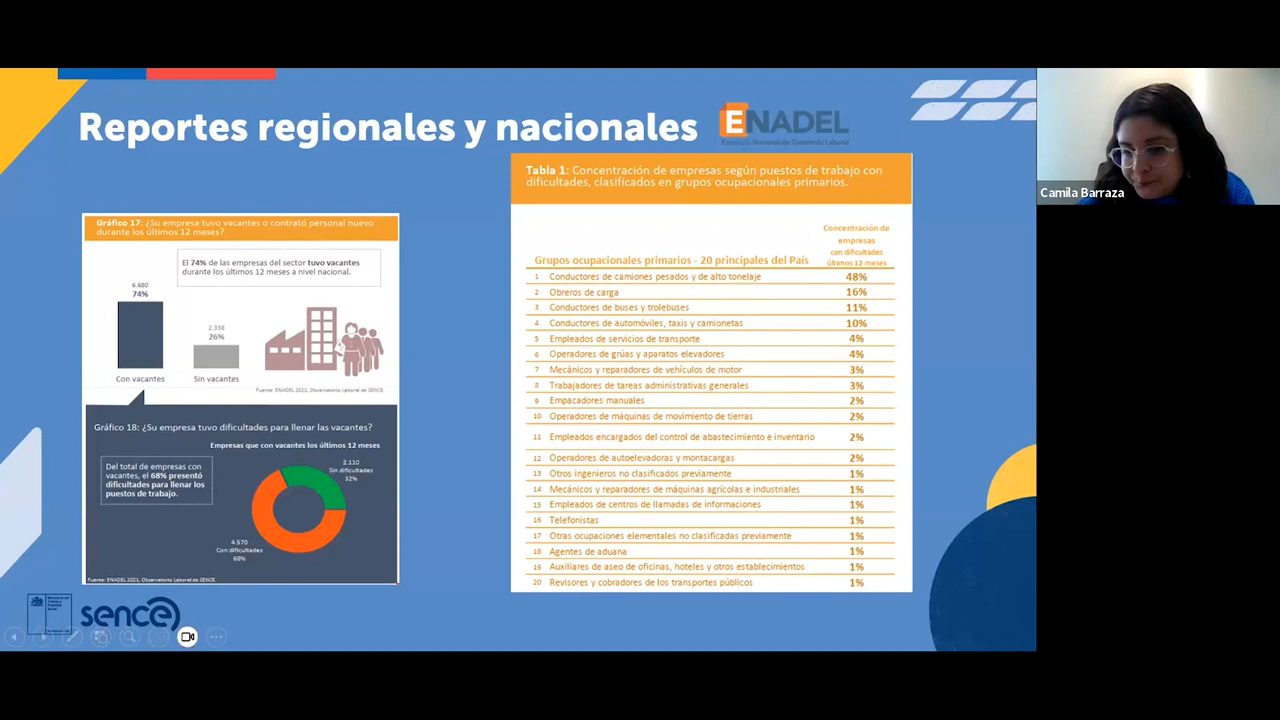 Reportes regionales y nacionales
ENADEL
Encuesta Nacional de Demanda Laboral
Camila Barraza
Gráfico 17: ¿Su empresa tuvo vacantes o contrató personal nuevo
durante los últimos 12 meses?
El 74% de las empresas del sector tuvo vacantes
durante los últimos 12 meses a nivel nacional.
6.680
74%
2.338
26%
Con vacantes
Sin vacantes
Fuente: ENADEL 2021, Observatorio Laboral de SENCE.
Gráfico 18: ¿Su empresa tuvo dificultades para llenar las vacantes?
Empresas que con vacantes los últimos 12 meses
Del total de empresas con
vacantes, el 68% presentó
dificultades para llenar los
puestos de trabajo.
2.110
Sin dificultades
32%
4.570
Con dificultades
68%
Fuente: ENADEL 2021, Observatorio Laboral de SENCE.
Tabla 1: Concentración de empresas según puestos de trabajo con
dificultades, clasificados en grupos ocupacionales primarios.
Grupos ocupacionales primarios - 20 principales del País
Concentración de
empresas
con dificultades
últimos 12 meses
1 Conductores de camiones pesados y de alto tonelaje 48%
2 Obreros de carga 16%
3 Conductores de buses y trolebuses 11%
4 Conductores de automóviles, taxis y camionetas 10%
5 Empleados de servicios de transporte 4%
6 Operadores de grúas y aparatos elevadores 4%
7 Mecánicos y reparadores de vehículos de motor 3%
8 Trabajadores de tareas administrativas generales 3%
9 Empacadores manuales 2%
10 Operadores de máquinas de movimiento de tierras 2%
11 Empleados encargados del control de abastecimiento e inventario 2%
12 Operadores de autoelevadoras y montacargas 2%
13 Otros ingenieros no clasificados previamente 1%
14 Mecánicos y reparadores de máquinas agrícolas e industriales 1%
15 Empleados de centros de llamadas de informaciones 1%
16 Telefonistas 1%
17 Otras ocupaciones elementales no clasificadas previamente 1%
18 Agentes de aduana 1%
19 Auxiliares de aseo de oficinas, hoteles y otros establecimientos 1%
20 Revisores y cobradores de los transportes públicos 1%
sence